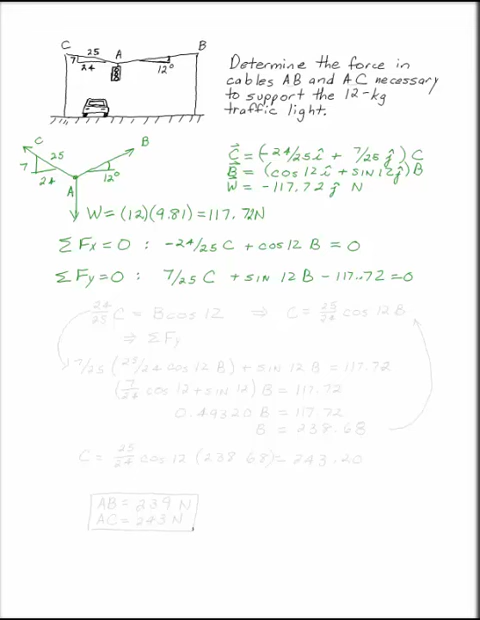 C
25
A
B
7
24
12°
Determine the force in
cables AB and AC necessary
to support the 12-kg
traffic light.
C
25
B
7
24
12°
A
C⃗ = (-24/25 î + 7/25 ĵ) C
B⃗ = (cos 12 î + sin 12 ĵ) B
W⃗ = -117.72 ĵ N
W = (12)(9.81) = 117.72N
ΣFx = 0 : -24/25 C + cos 12 B = 0
ΣFy = 0 : 7/25 C + sin 12 B - 117.72 = 0
24/25 C = B cos 12 ⇒ C = 25/24 cos 12 B
⇒ ΣFy
7/25 (25/24 cos 12 B) + sin 12 B = 117.72
(7/24 cos 12 + sin 12) B = 117.72
0.49320 B = 117.72
B = 238.68
C = 25/24 cos 12 (238.68) = 243.20
AB = 239 N
AC = 243 N